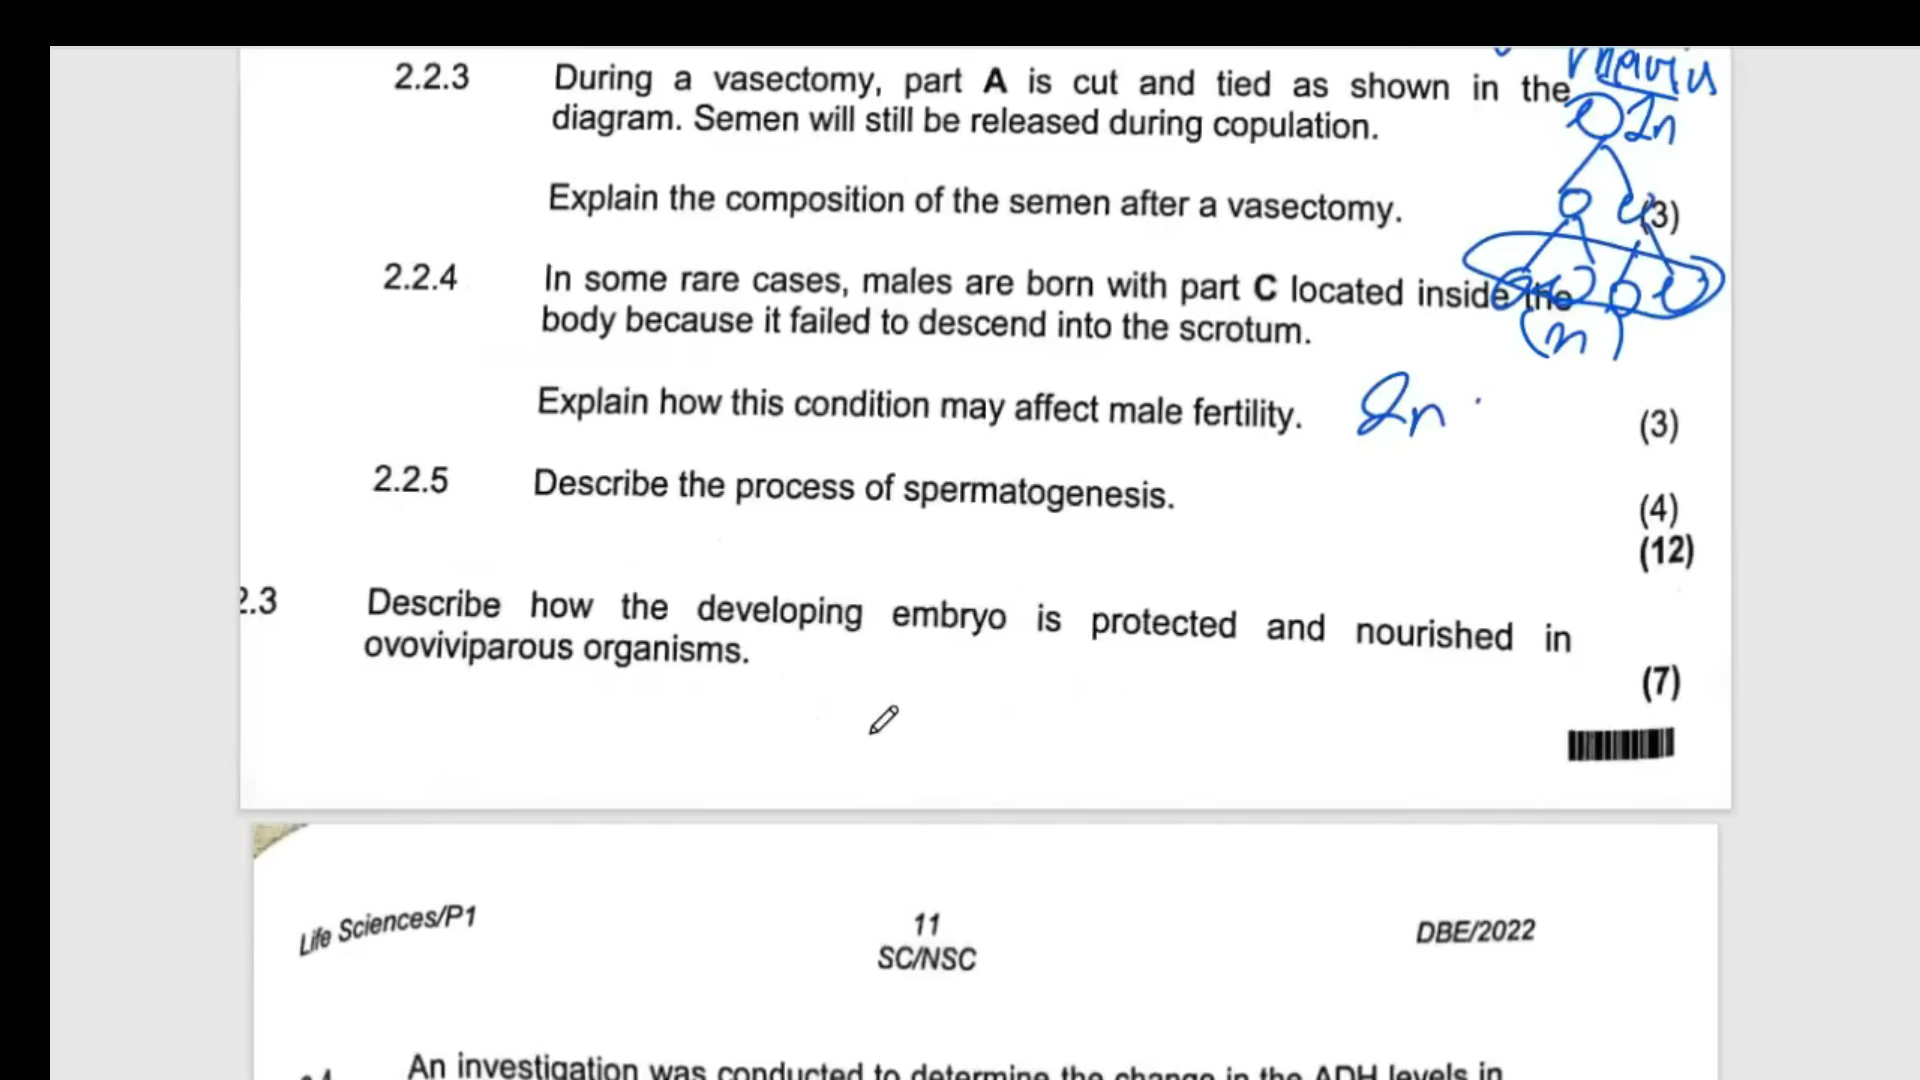 2.2.3 During a vasectomy, part A is cut and tied as shown in the
diagram. Semen will still be released during copulation.
2n
Explain the composition of the semen after a vasectomy. (3)
2.2.4 In some rare cases, males are born with part C located inside the
body because it failed to descend into the scrotum.
(n)
Explain how this condition may affect male fertility. 2n (3)
2.2.5 Describe the process of spermatogenesis. (4)
(12)
2.3 Describe how the developing embryo is protected and nourished in
ovoviviparous organisms. (7)
Life Sciences/P1 11 DBE/2022
SC/NSC
An investigation was conducted to determine the change in the ADH levels in